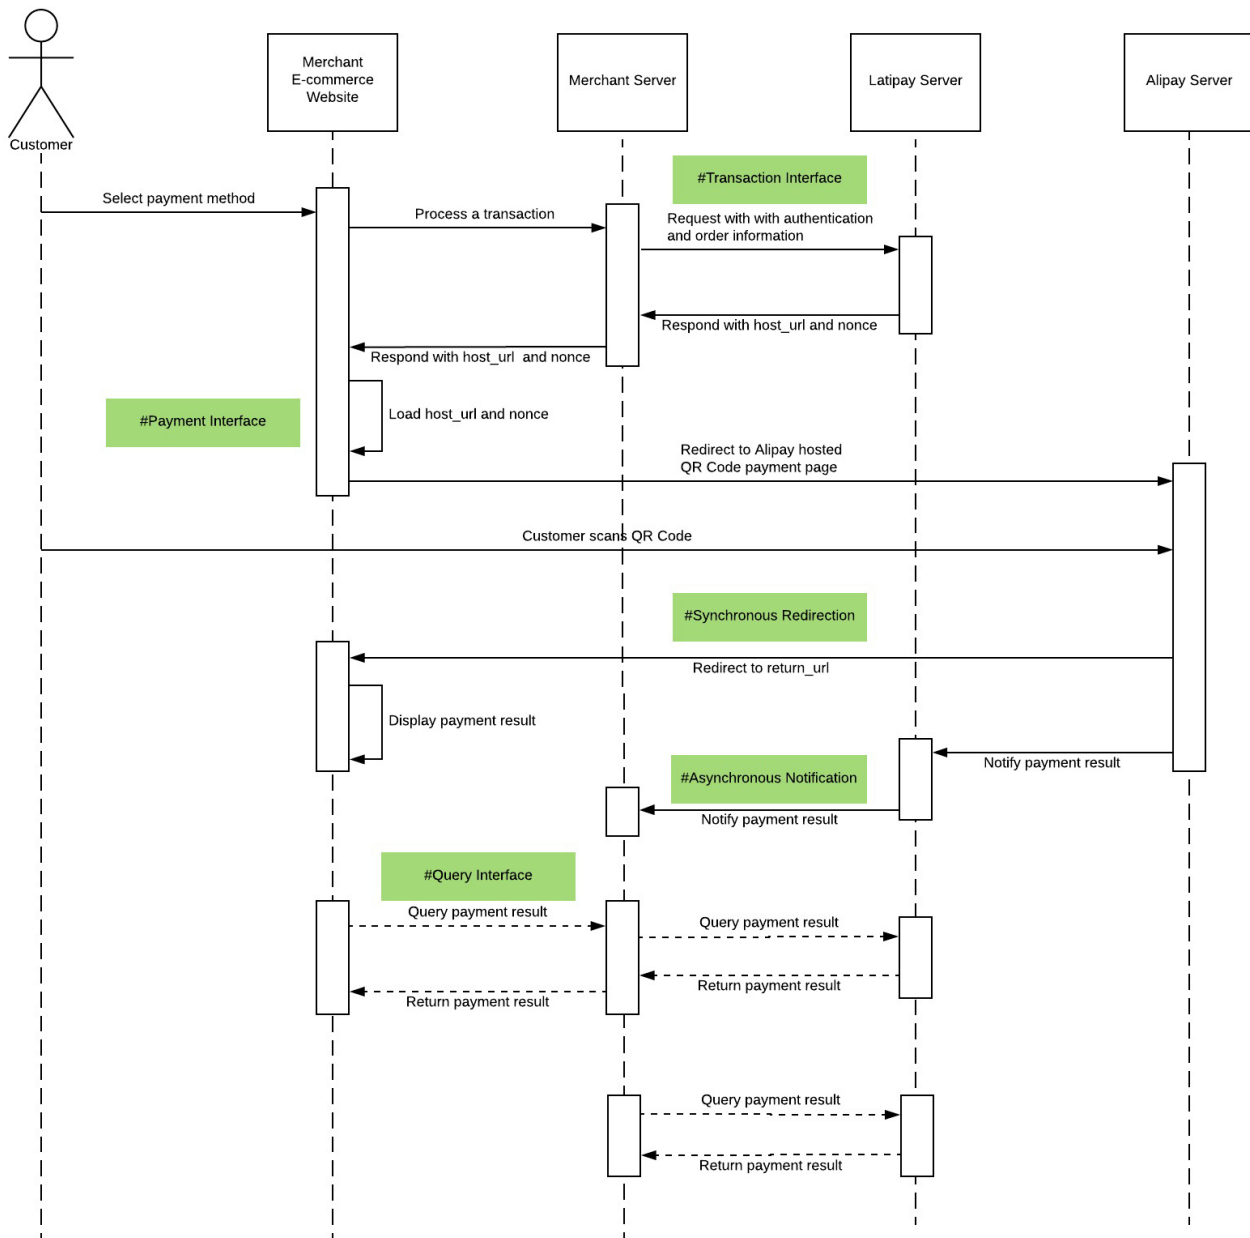 Customer
Merchant
E-commerce
Website
Merchant Server
Latipay Server
Alipay Server
#Transaction Interface
Select payment method
Process a transaction
Request with with authentication
and order information
Respond with host_url and nonce
Respond with host_url  and nonce
Load host_url and nonce
#Payment Interface
Redirect to Alipay hosted
QR Code payment page
Customer scans QR Code
#Synchronous Redirection
Redirect to return_url
Display payment result
Notify payment result
#Asynchronous Notification
Notify payment result
#Query Interface
Query payment result
Query payment result
Return payment result
Return payment result
Query payment result
Return payment result